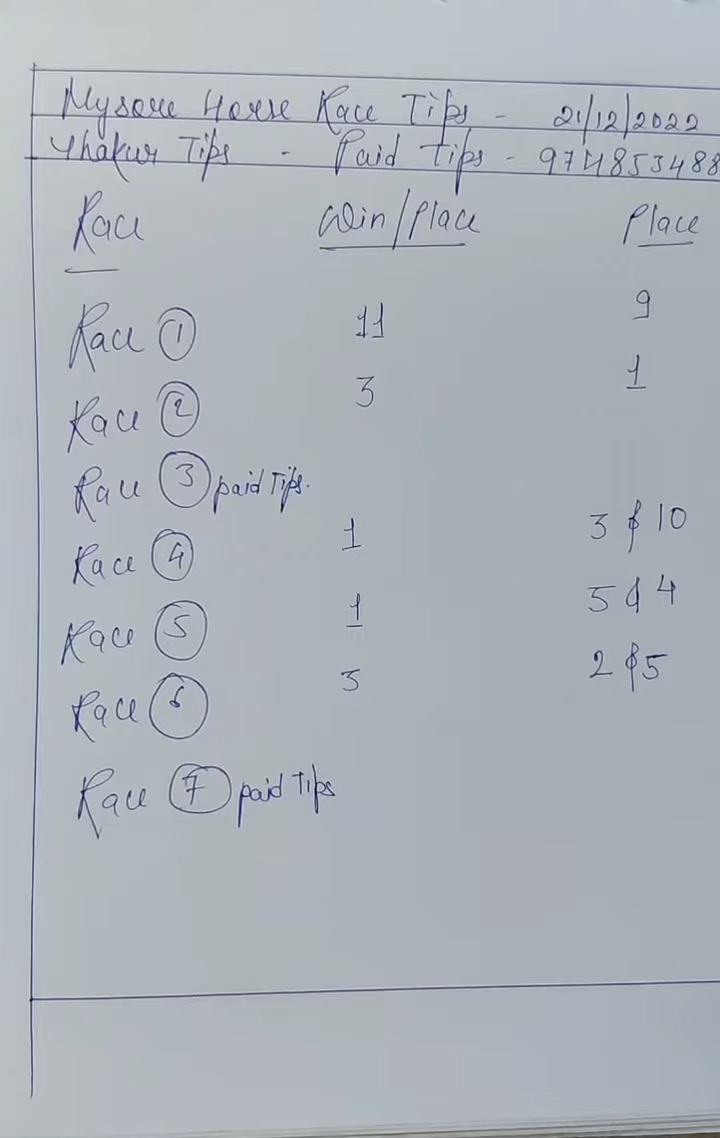 Mysore Horse Race Tips - 21/12/2022
Thakur Tips - Paid Tips - 974853488
Race Win/Place Place
Race 1 11 9
Race 2 3 1
Race 3 paid Tips.
Race 4 1 3 & 10
Race 5 1 5 & 4
Race 6 3 2 & 5
Race 7 paid Tips